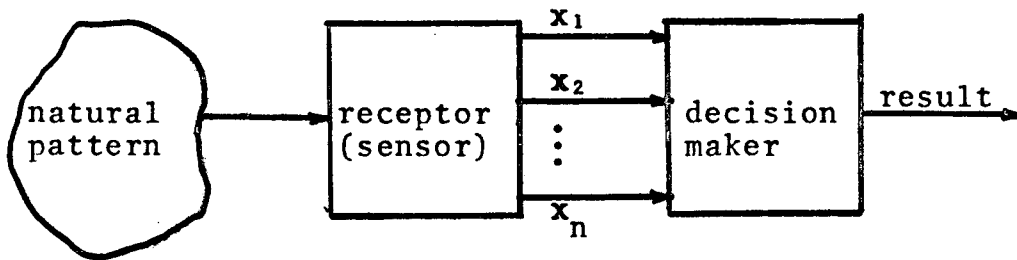 natural
pattern
receptor
(sensor)
x₁
x₂
xₙ
decision
maker
result